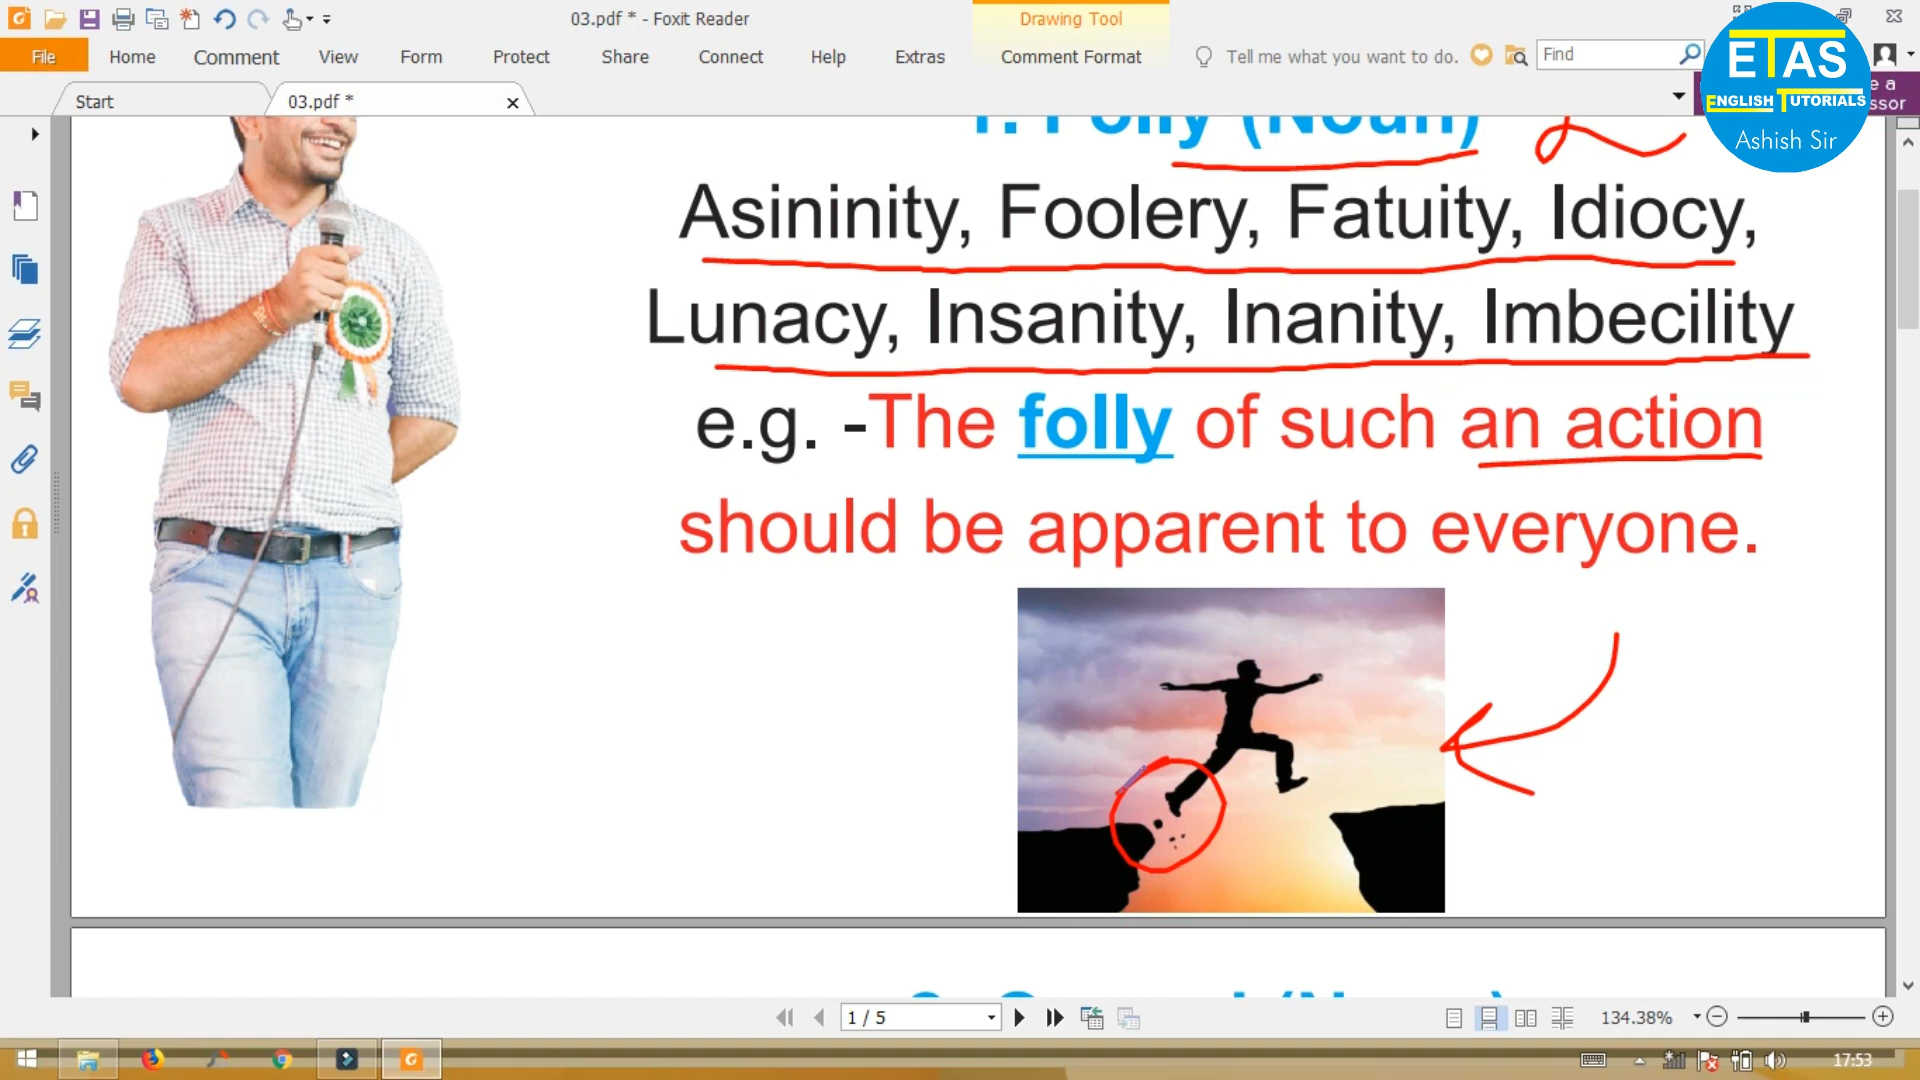 03.pdf * - Foxit Reader
Drawing Tool
File Home Comment View Form Protect Share Connect Help Extras Comment Format Tell me what you want to do. Find
ETAS
ENGLISH TUTORIALS
Ashish Sir
Start 03.pdf *
1. Folly (Noun)
Asininity, Foolery, Fatuity, Idiocy,
Lunacy, Insanity, Inanity, Imbecility
e.g. -The folly of such an action
should be apparent to everyone.
1 / 5
134.38%
17:53